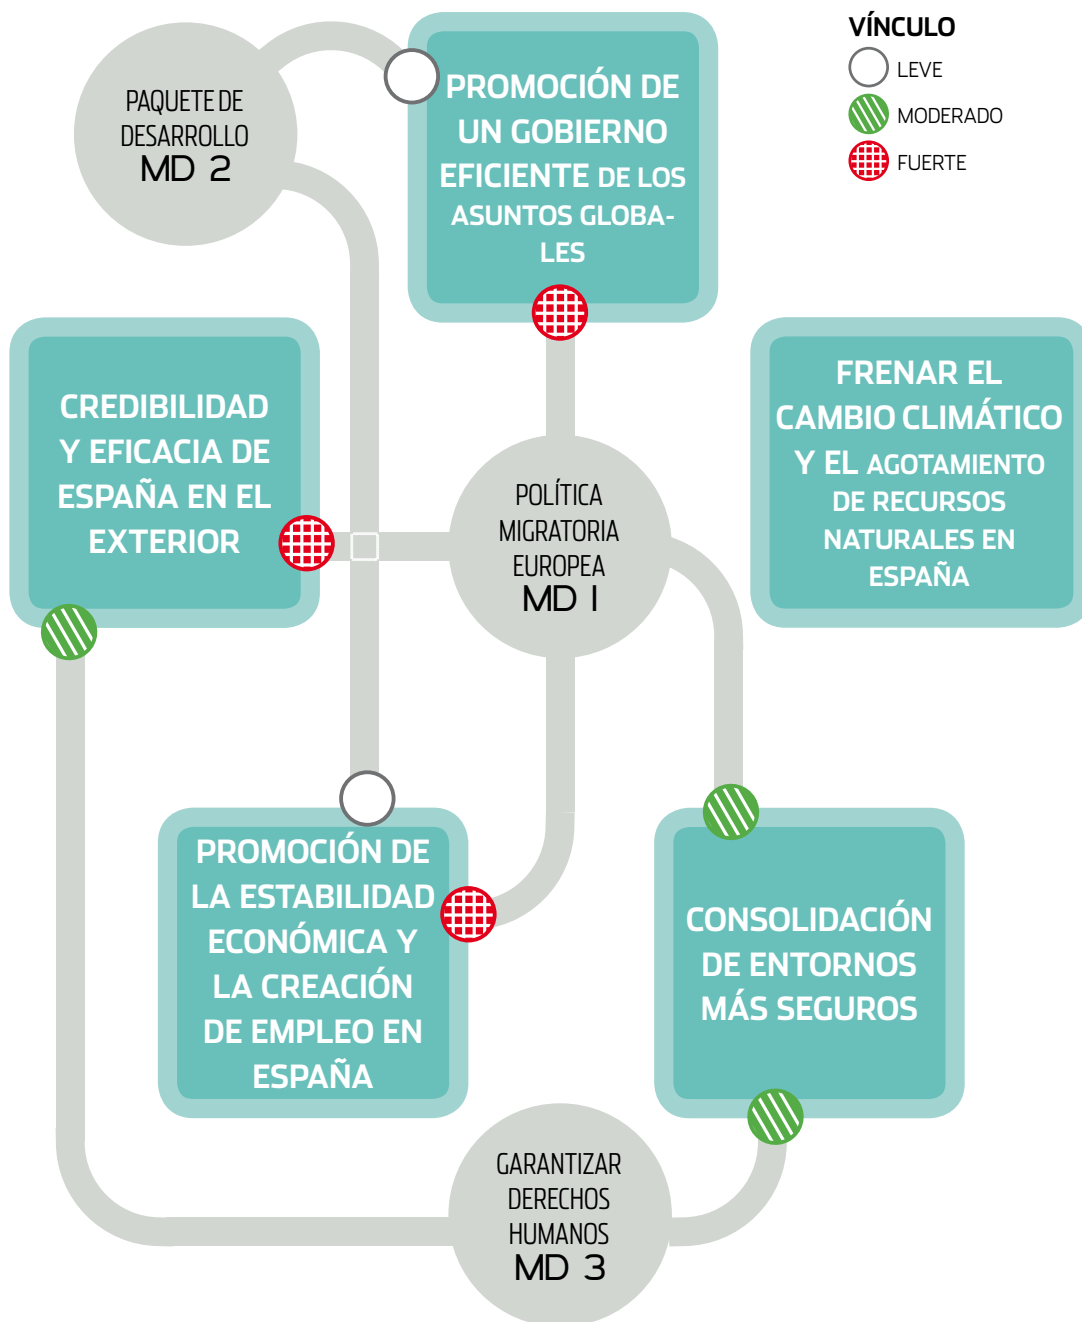 PAQUETE DE
DESARROLLO
MD 2
PROMOCIÓN DE
UN GOBIERNO
EFICIENTE DE LOS
ASUNTOS GLOBA-
LES
VÍNCULO
LEVE
MODERADO
FUERTE
CREDIBILIDAD
Y EFICACIA DE
ESPAÑA EN EL
EXTERIOR
POLÍTICA
MIGRATORIA
EUROPEA
MD I
FRENAR EL
CAMBIO CLIMÁTICO
Y EL AGOTAMIENTO
DE RECURSOS
NATURALES EN
ESPAÑA
PROMOCIÓN DE
LA ESTABILIDAD
ECONÓMICA Y
LA CREACIÓN
DE EMPLEO EN
ESPAÑA
CONSOLIDACIÓN
DE ENTORNOS
MÁS SEGUROS
GARANTIZAR
DERECHOS
HUMANOS
MD 3